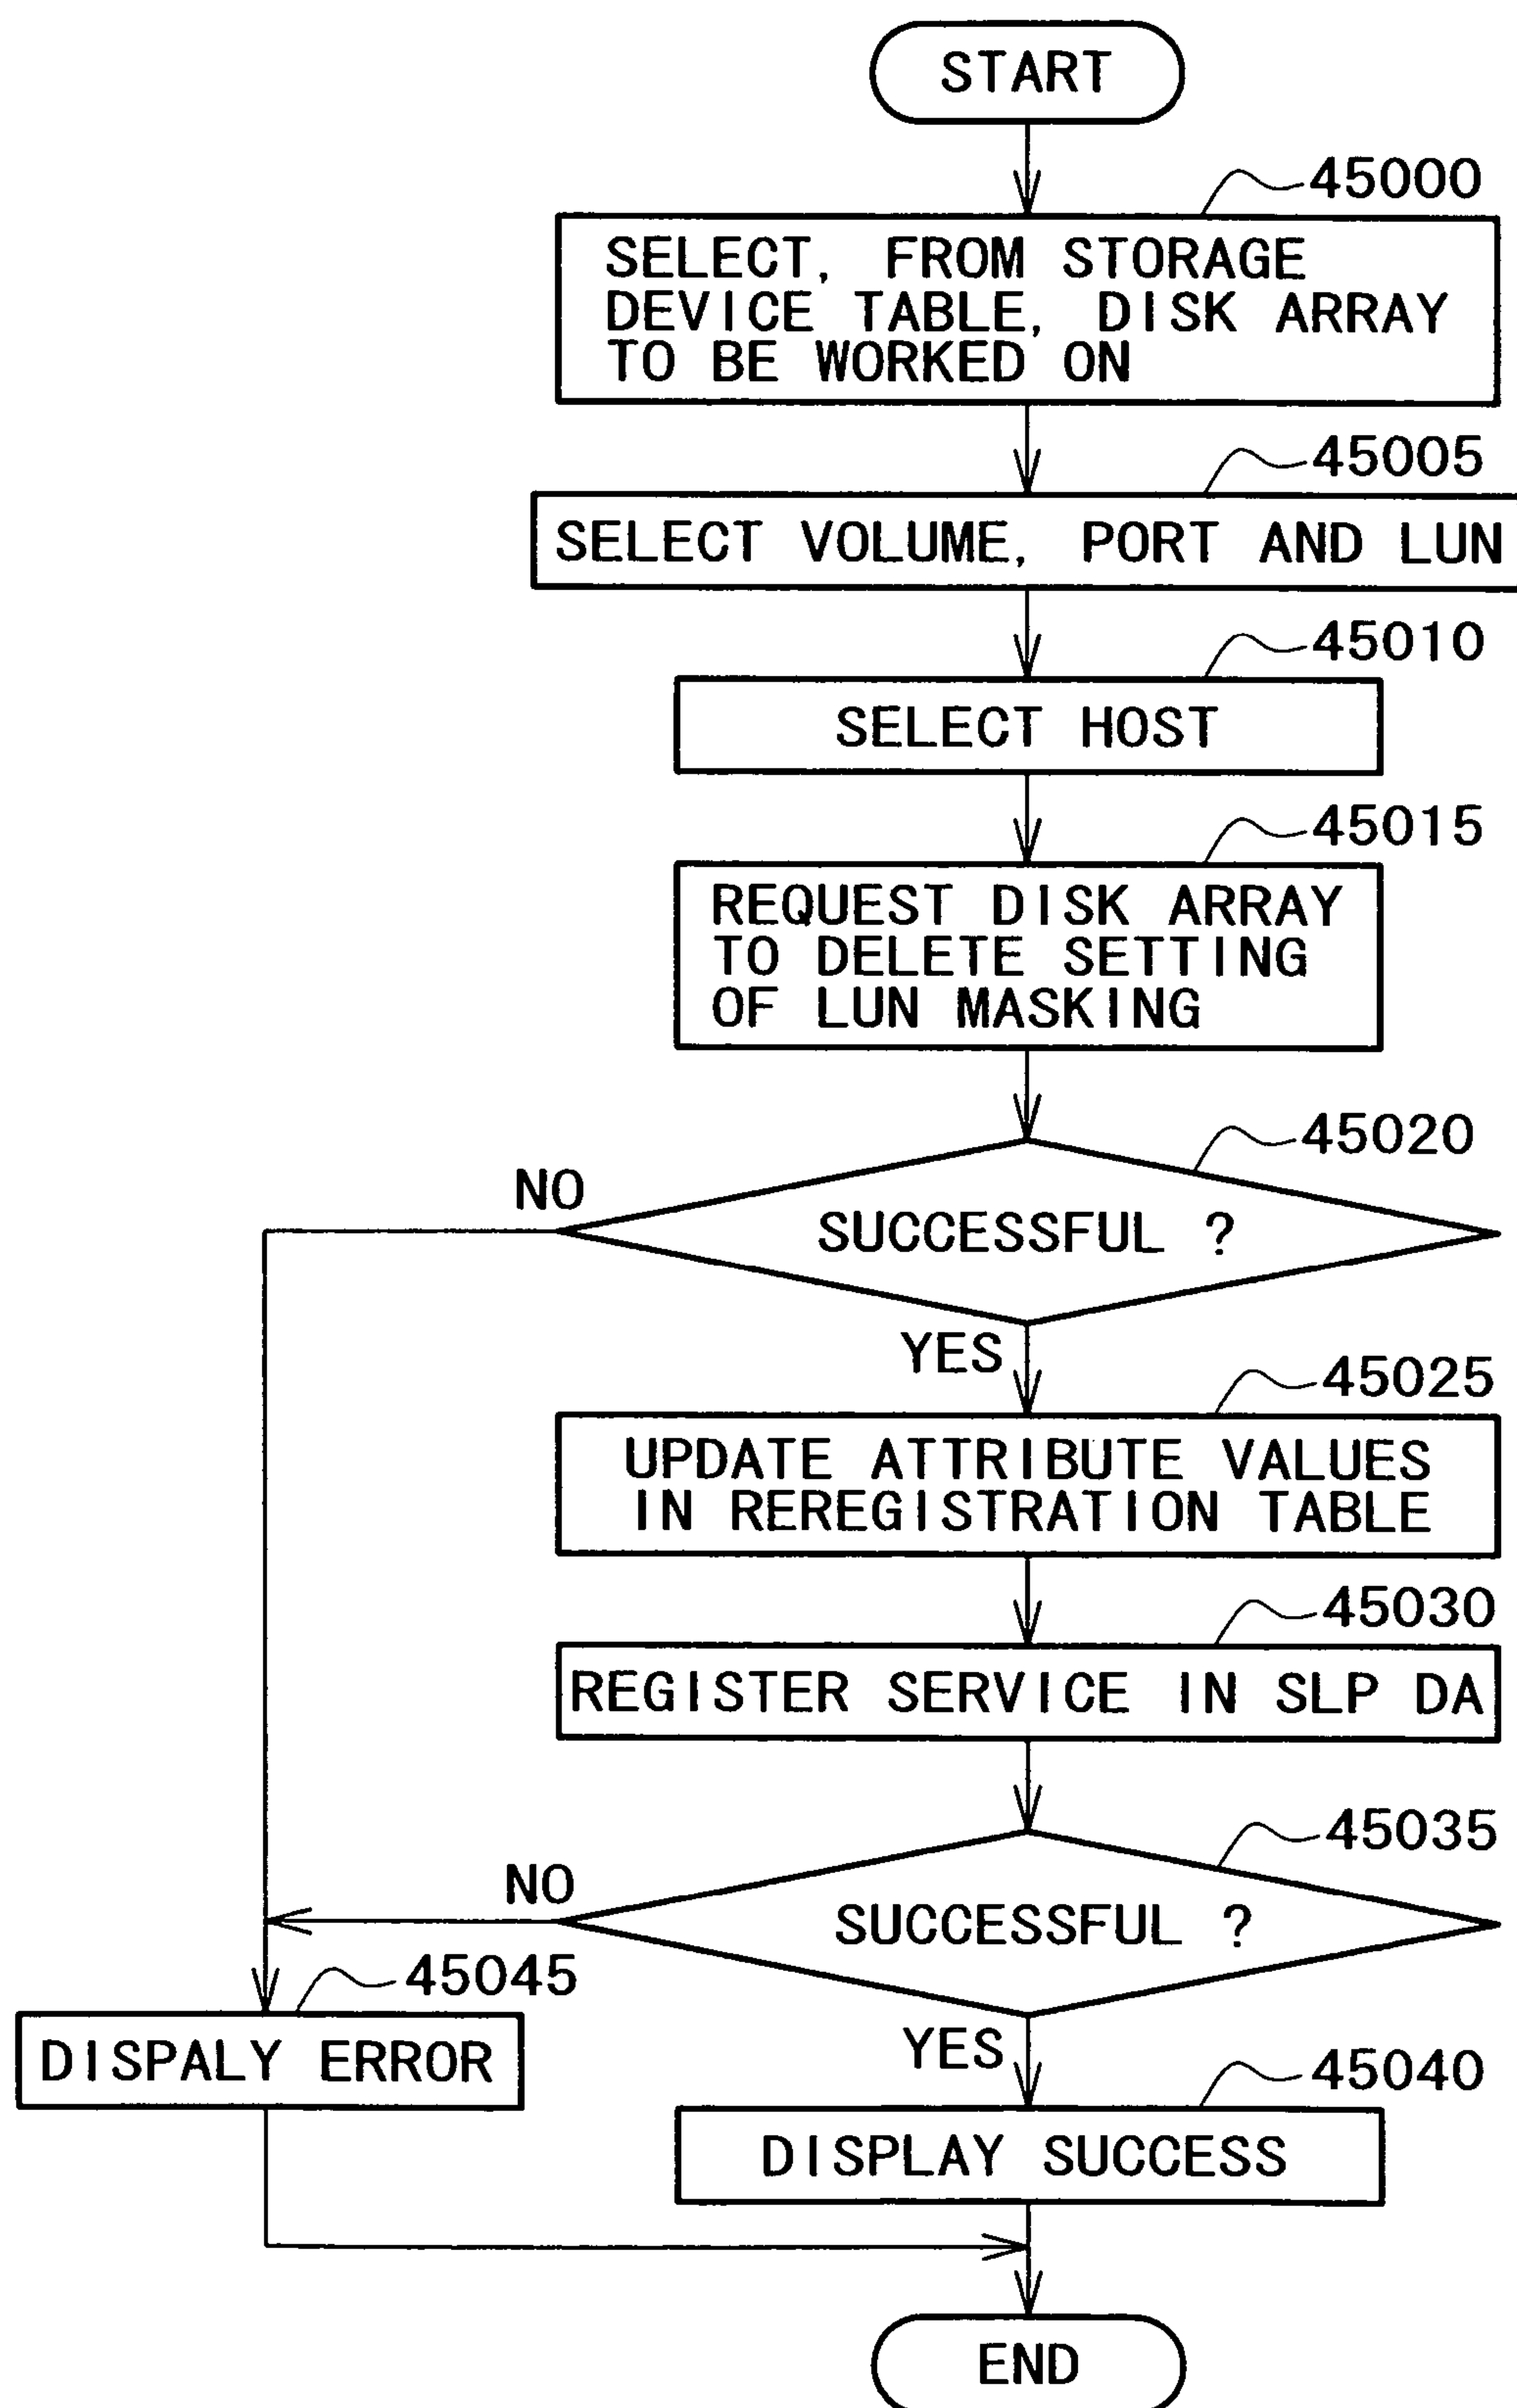 START
45000
SELECT, FROM STORAGE
DEVICE TABLE, DISK ARRAY
TO BE WORKED ON
45005
SELECT VOLUME, PORT AND LUN
45010
SELECT HOST
45015
REQUEST DISK ARRAY
TO DELETE SETTING
OF LUN MASKING
45020
NO
SUCCESSFUL ?
YES
45025
UPDATE ATTRIBUTE VALUES
IN REREGISTRATION TABLE
45030
REGISTER SERVICE IN SLP DA
45035
NO
SUCCESSFUL ?
45045
DISPALY ERROR
YES
45040
DISPLAY SUCCESS
END